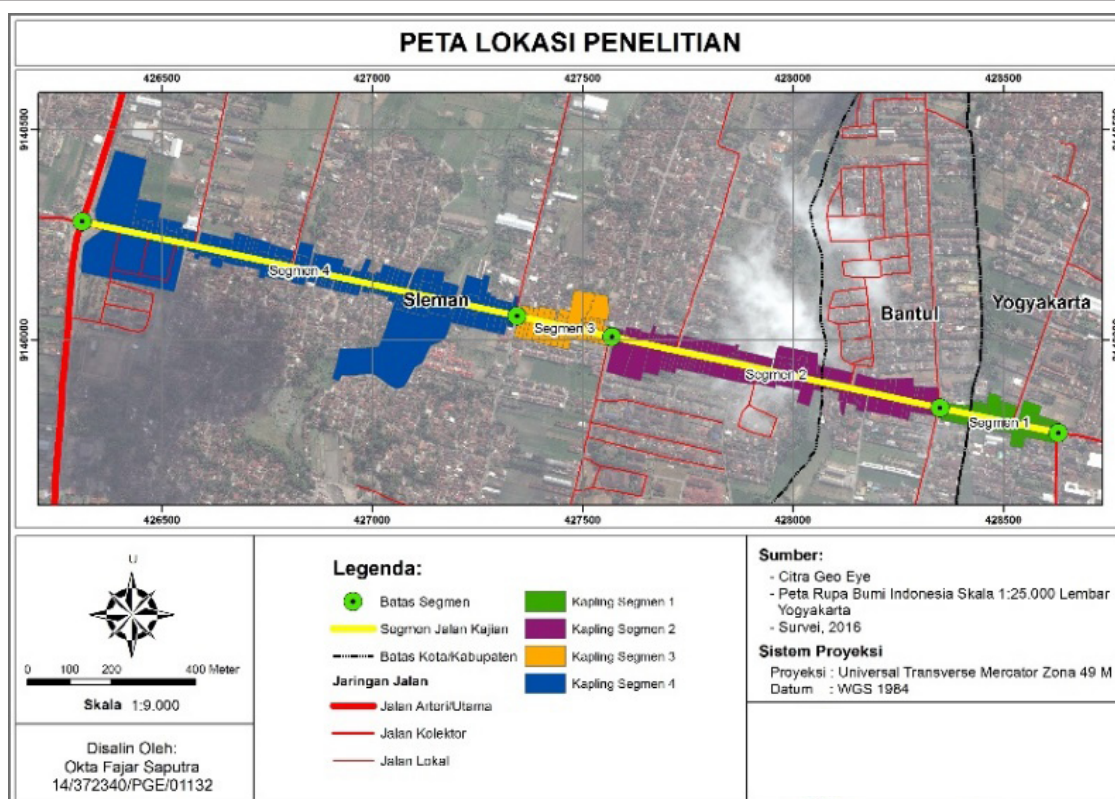 PETA LOKASI PENELITIAN
426500 427000 427500 428000 428500
9140500
9140000
Segmen 4
Sleman
Segmen 3
Segmen 2
Bantul
Yogyakarta
Segmen 1
426500 427000 427500 428000 428500
U
0 100 200 400 Meter
Skala 1:9.000
Disalin Oleh:
Okta Fajar Saputra
14/372340/PGE/01132
Legenda:
Batas Segmen
Segmen Jalan Kajian
Batas Kota/Kabupaten
Jaringan Jalan
Jalan Arteri/Utama
Jalan Kolektor
Jalan Lokal
Kapling Segmen 1
Kapling Segmen 2
Kapling Segmen 3
Kapling Segmen 4
Sumber:
- Citra Geo Eye
- Peta Rupa Bumi Indonesia Skala 1:25.000 Lembar
Yogyakarta
- Survei, 2016
Sistem Proyeksi
Proyeksi : Universal Transverse Mercator Zona 49 M
Datum : WGS 1984